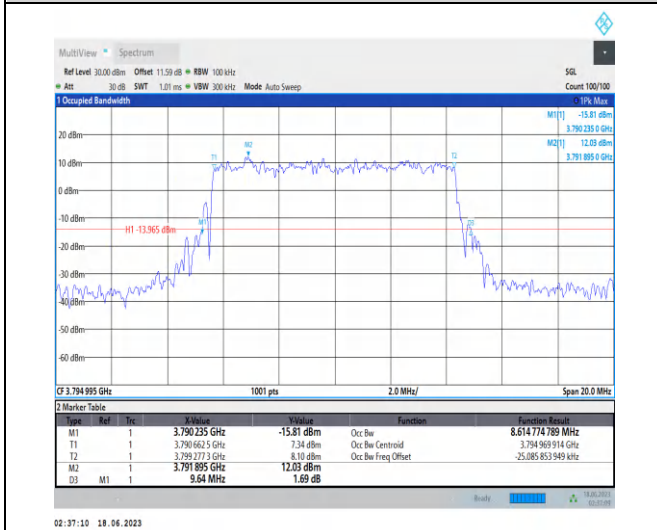 MultiView Spectrum
Ref Level 30.00 dBm Offset 11.59 dB RBW 100 kHz SGL
Att 30 dB SWT 1.01 ms VBW 300 kHz Mode Auto Sweep Count 100/100
1 Occupied Bandwidth 1Pk Max
M1[1] -15.81 dBm
3.790 235 0 GHz
M2[1] 12.03 dBm
3.791 895 0 GHz
20 dBm
M2
T1 T2
10 dBm
0 dBm
-10 dBm
M1 D3
H1 -13.965 dBm
-20 dBm
-30 dBm
-40 dBm
-50 dBm
-60 dBm
CF 3.794 995 GHz 1001 pts 2.0 MHz/ Span 20.0 MHz
2 Marker Table
Type Ref Trc X-Value Y-Value Function Function Result
M1 1 3.790 235 GHz -15.81 dBm Occ Bw 8.614 774 789 MHz
T1 1 3.790 662 5 GHz 7.34 dBm Occ Bw Centroid 3.794 969 914 GHz
T2 1 3.799 277 3 GHz 8.10 dBm Occ Bw Freq Offset -25.085 853 949 kHz
M2 1 3.791 895 GHz 12.03 dBm
D3 M1 1 9.64 MHz 1.69 dB
Ready 18.06.2023
02:37:09
02:37:10 18.06.2023